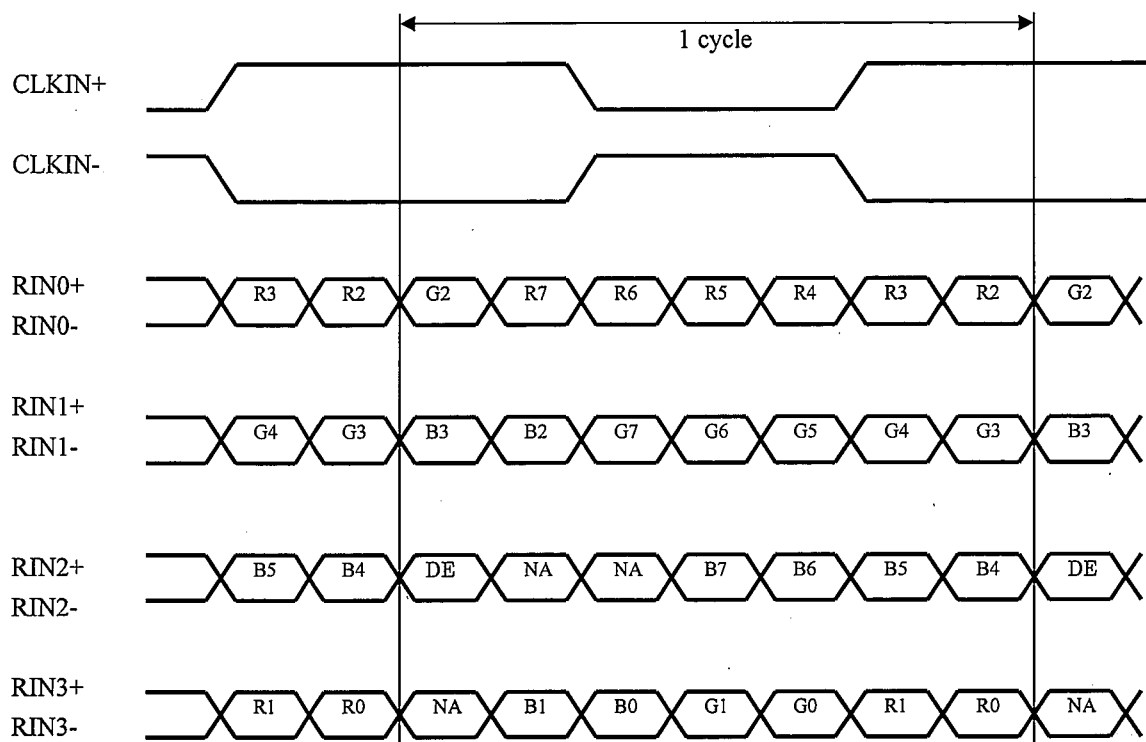 1 cycle
CLKIN+
CLKIN-
RIN0+
R3 R2 G2 R7 R6 R5 R4 R3 R2 G2
RIN0-
RIN1+
G4 G3 B3 B2 G7 G6 G5 G4 G3 B3
RIN1-
RIN2+
B5 B4 DE NA NA B7 B6 B5 B4 DE
RIN2-
RIN3+
R1 R0 NA B1 B0 G1 G0 R1 R0 NA
RIN3-